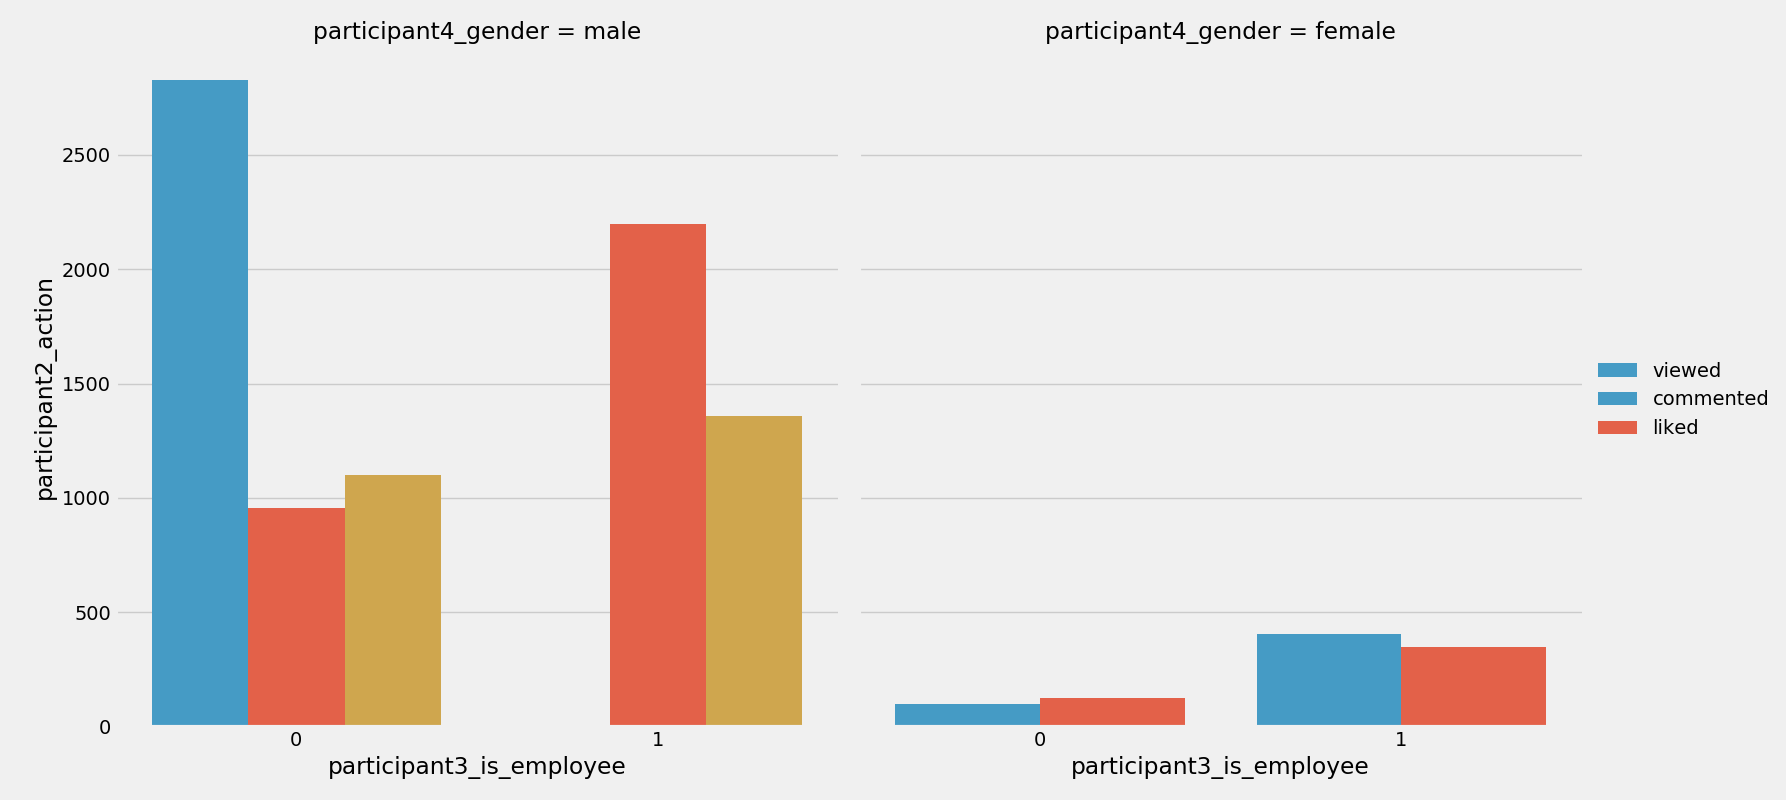 participant4_gender = male
participant4_gender = female
participant2_action
2500
2000
1500
1000
500
0
0
1
0
1
participant3_is_employee
participant3_is_employee
viewed
commented
liked